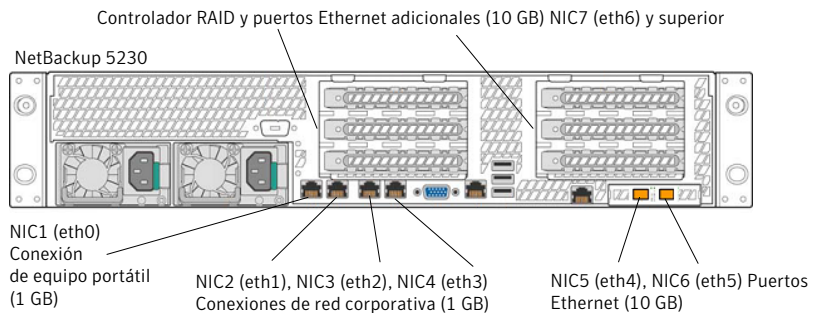 Controlador RAID y puertos Ethernet adicionales (10 GB) NIC7 (eth6) y superior
NetBackup 5230
NIC1 (eth0)
Conexión
de equipo portátil
(1 GB)
NIC2 (eth1), NIC3 (eth2), NIC4 (eth3)
Conexiones de red corporativa (1 GB)
NIC5 (eth4), NIC6 (eth5) Puertos
Ethernet (10 GB)